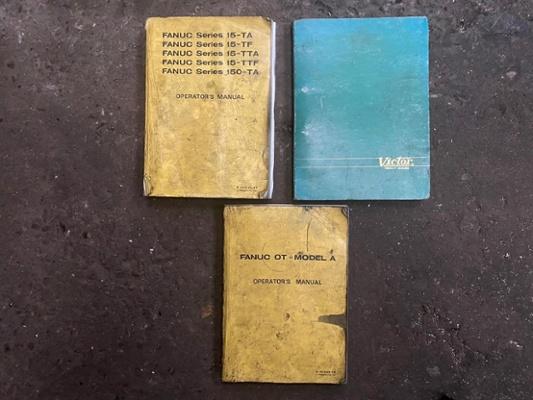 FANUC Series 15-TA
FANUC Series 15-TF
FANUC Series 15-TTA
FANUC Series 15-TTF
FANUC Series 150-TA
OPERATOR'S MANUAL
Victor
FANUC OT - MODEL A
OPERATOR'S MANUAL